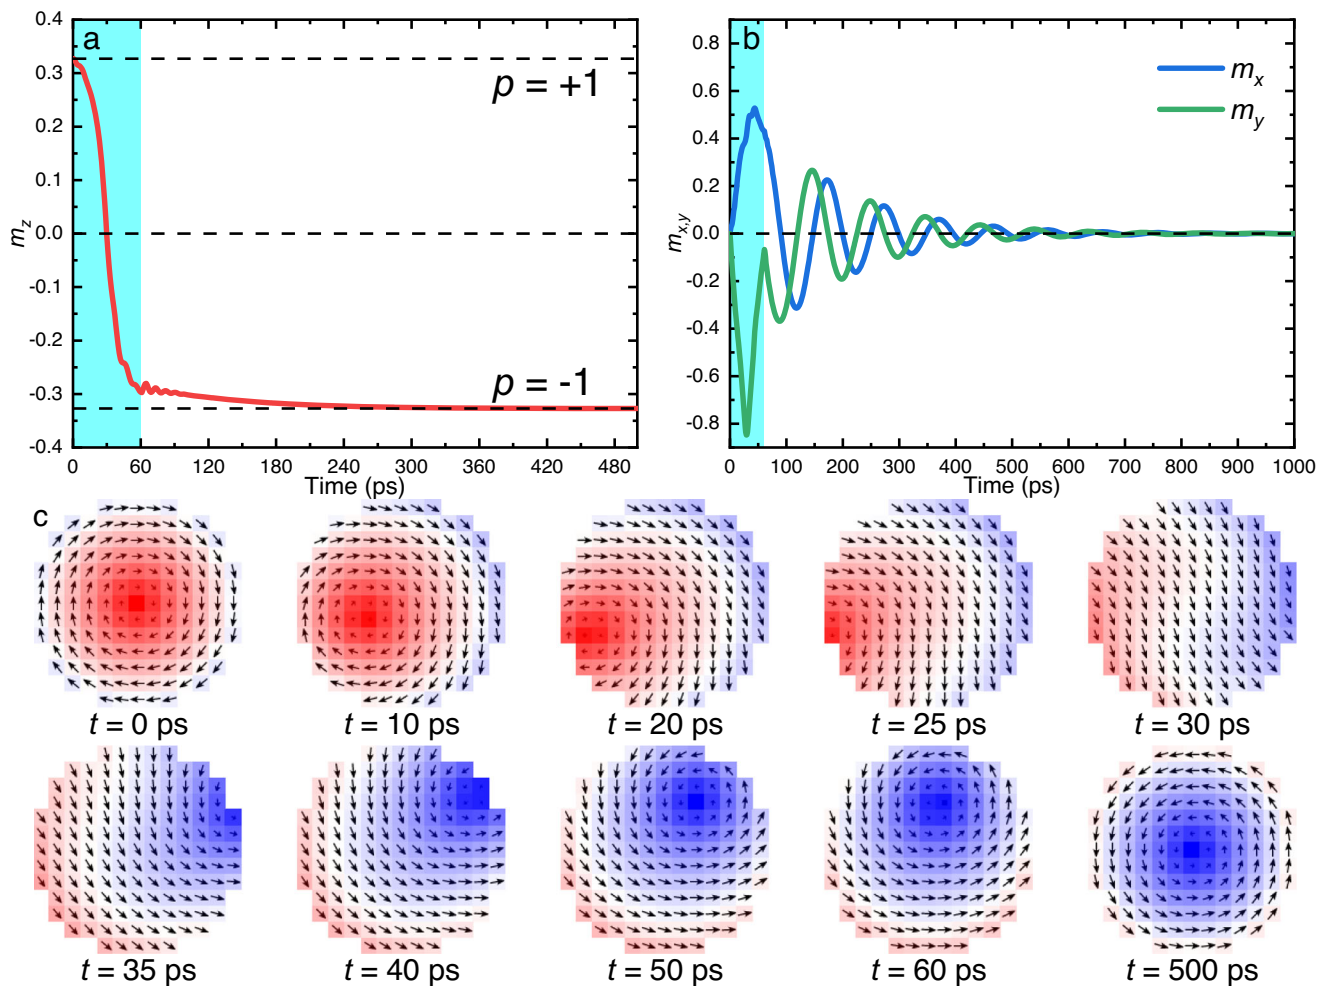 a
0.4
0.3
0.2
0.1
0.0
-0.1
-0.2
-0.3
-0.4
m_z
p = +1
p = -1
0 60 120 180 240 300 360 420 480
Time (ps)
b
0.8
0.6
0.4
0.2
0.0
-0.2
-0.4
-0.6
-0.8
m_x,y
m_x
m_y
0 100 200 300 400 500 600 700 800 900 1000
Time (ps)
c
t = 0 ps t = 10 ps t = 20 ps t = 25 ps t = 30 ps
t = 35 ps t = 40 ps t = 50 ps t = 60 ps t = 500 ps